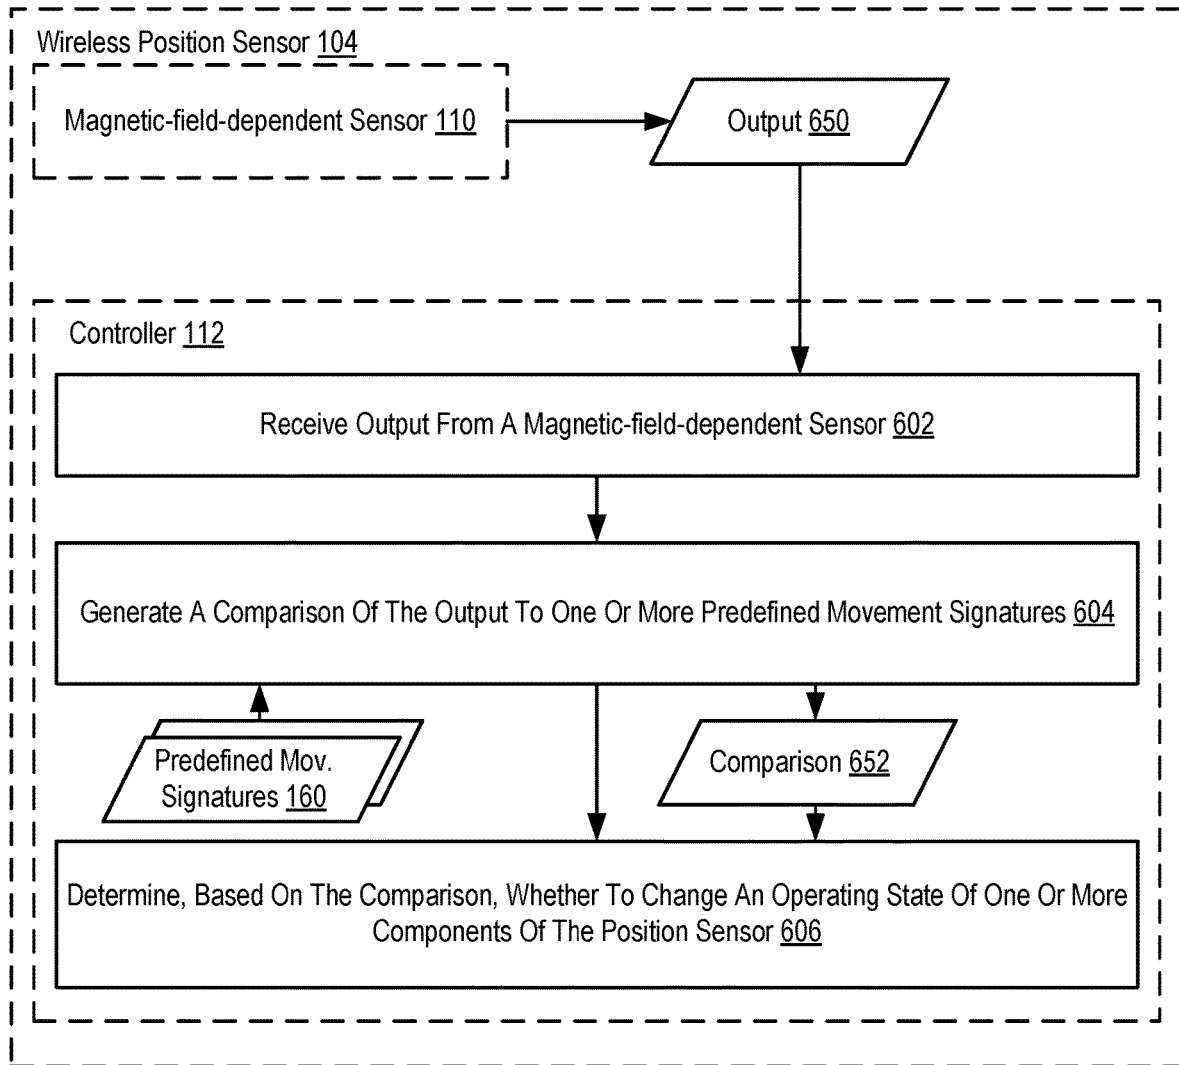 Wireless Position Sensor 104
Magnetic-field-dependent Sensor 110
Output 650
Controller 112
Receive Output From A Magnetic-field-dependent Sensor 602
Generate A Comparison Of The Output To One Or More Predefined Movement Signatures 604
Predefined Mov.
Signatures 160
Comparison 652
Determine, Based On The Comparison, Whether To Change An Operating State Of One Or More
Components Of The Position Sensor 606